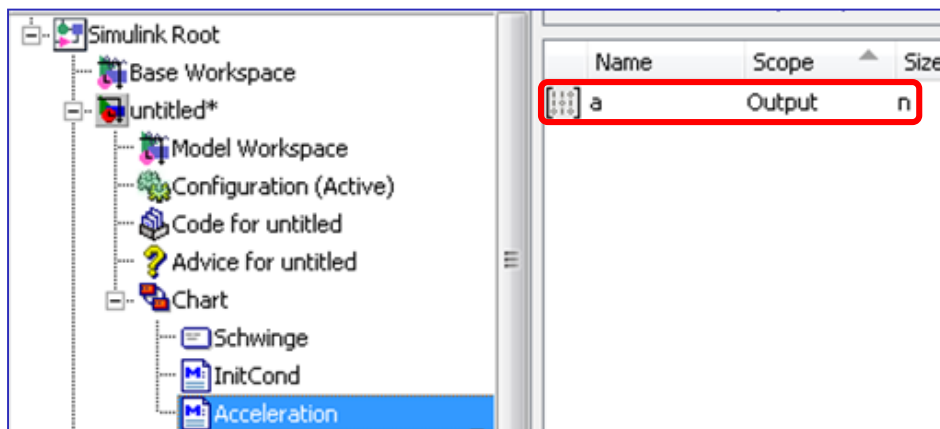 Simulink Root
Base Workspace
untitled*
Model Workspace
Configuration (Active)
Code for untitled
Advice for untitled
Chart
Schwinge
InitCond
Acceleration
Name Scope Size
a Output n